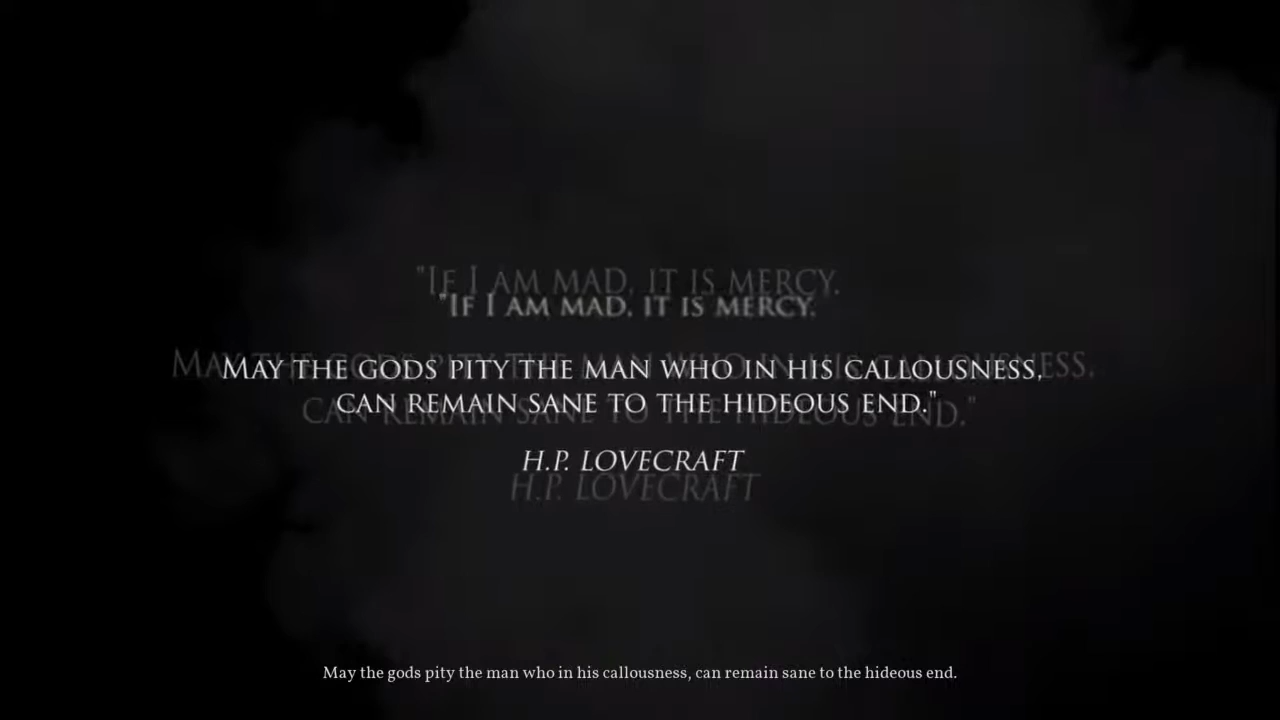 "If I am mad, it is mercy.
May the gods pity the man who in his callousness,
can remain sane to the hideous end."
H.P. Lovecraft
May the gods pity the man who in his callousness, can remain sane to the hideous end.